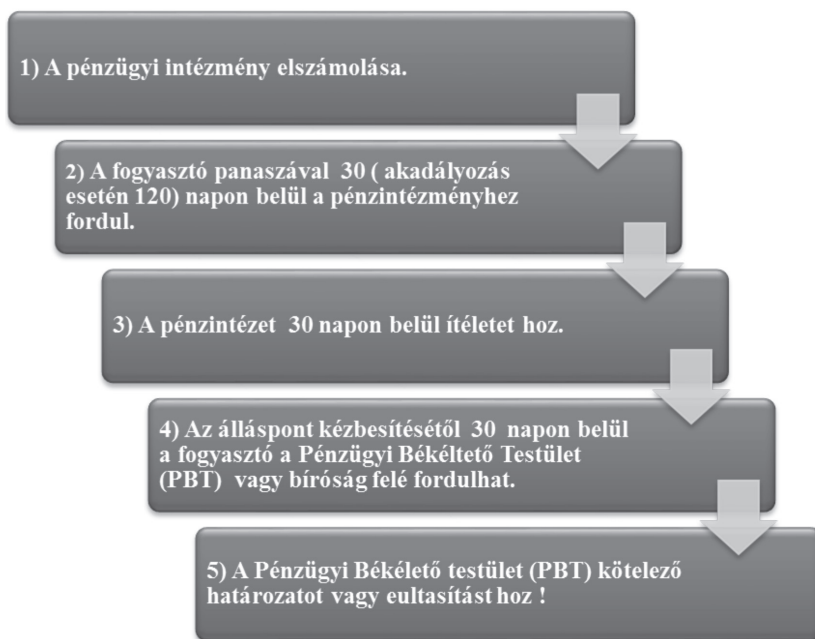 1) A pénzügyi intézmény elszámolása.
2) A fogyasztó panaszával 30 ( akadályozás
esetén 120) napon belül a pénzintézményhez
fordul.
3) A pénzintézet 30 napon belül ítéletet hoz.
4) Az álláspont kézbesítésétől 30 napon belül
a fogyasztó a Pénzügyi Békéltető Testület
(PBT) vagy bíróság felé fordulhat.
5) A Pénzügyi Békélető testület (PBT) kötelező
határozatot vagy eultasítást hoz !